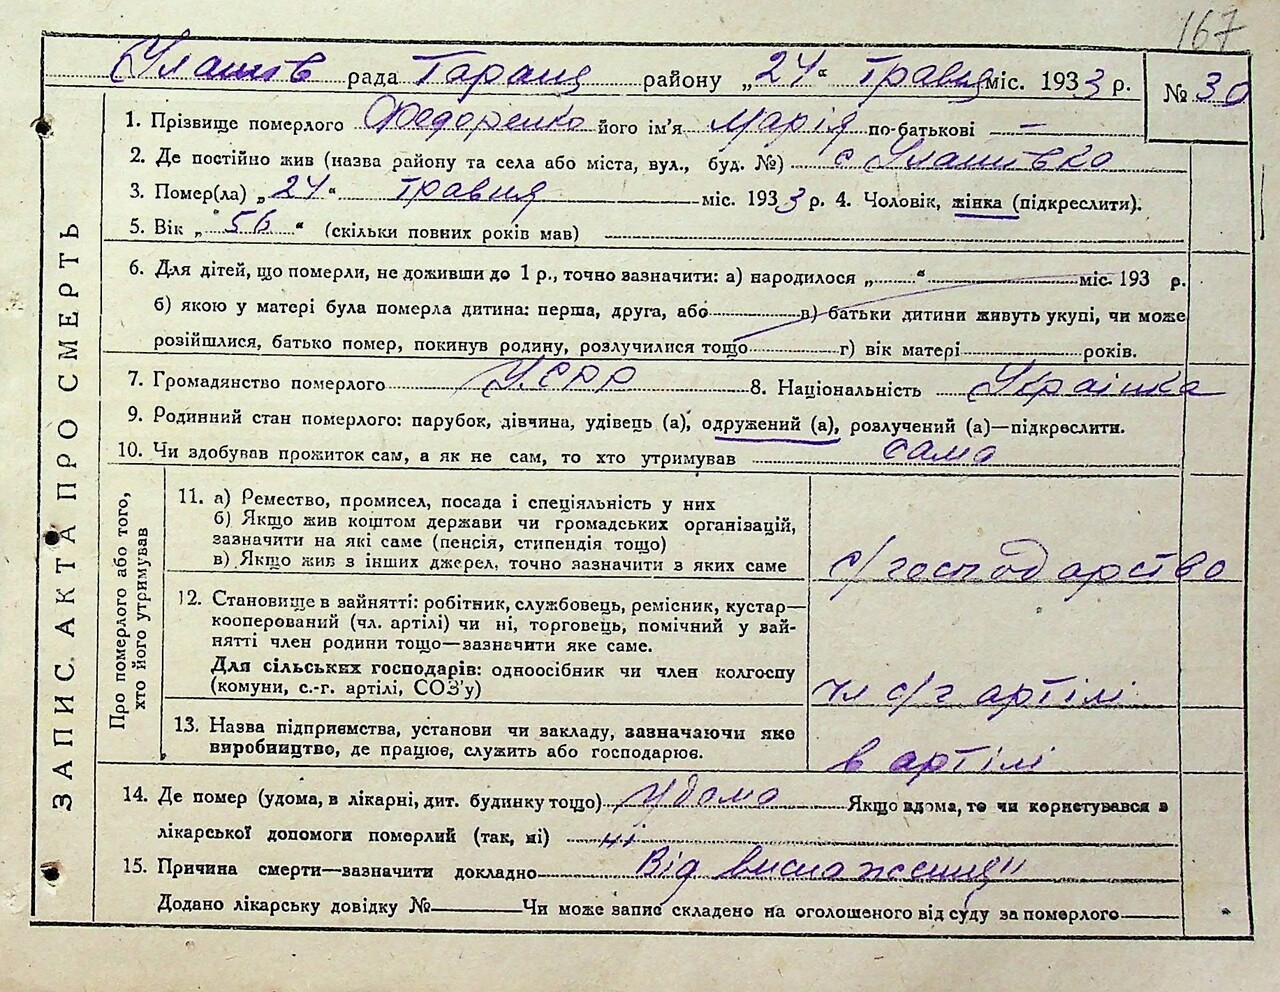 167
Улашів рада Таращ району „24“ Травня міс. 1933 р. № 30
ЗАПИС АКТА ПРО СМЕРТЬ
1. Прізвище померлого Федоренко його ім'я Марія по-батькові —
2. Де постійно жив (назва району та села або міста, вул., буд. №) с Улашівка
3. Помер(ла) „24“ травня міс. 1933 р. 4. Чоловік, жінка (підкреслити).
5. Вік „56“ (скільки повних років мав)
6. Для дітей, що померли, не доживши до 1 р., точно зазначити: а) народилося „ “ міс. 193 р.
б) якою у матері була померла дитина: перша, друга, або в) батьки дитини живуть укупі, чи може
розійшлися, батько помер, покинув родину, розлучилися тощо г) вік матері років.
7. Громадянство померлого УСРР 8. Національність Українка
9. Родинний стан померлого: парубок, дівчина, удівець (а), одружений (а), розлучений (а)—підкреслити.
10. Чи здобував прожиток сам, а як не сам, то хто утримував сама
Про померлого або того,
хто його утримував
11. а) Ремество, промисел, посада і спеціяльність у них
б) Якщо жив коштом держави чи громадських організацій,
зазначити на які саме (пенсія, стипендія тощо)
в) Якщо жив з інших джерел, точно зазначити з яких саме
с/господарство
12. Становище в зайнятті: робітник, службовець, ремісник, кустар—
кооперований (чл. артілі) чи ні, торговець, помічний у зай-
нятті член родини тощо—зазначити яке саме.
Для сільських господарів: одноосібник чи член колгоспу
(комуни, с.-г. артілі, СОЗ'у)
чл с/г артілі
13. Назва підприємства, установи чи закладу, зазначаючи яке
виробництво, де працює, служить або господарює.
в артілі
14. Де помер (удома, в лікарні, дит. будинку тощо) удома Якщо вдома, то чи користувався з
лікарської допомоги померлий (так, ні) ні
15. Причина смерти—зазначити докладно Від виснаження"
Додано лікарську довідку № Чи може запис складено на оголошеного від суду за померлого